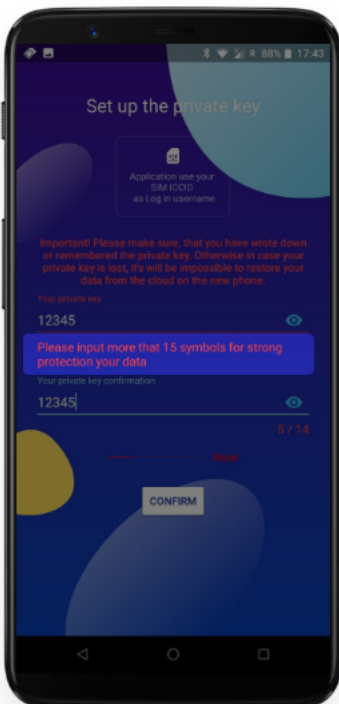 88% 17:43
Set up the private key
Application use your
SIM ICCID
as Log in username
Important! Please make sure, that you have wrote down
or remembered the private key. Otherwise in case your
private key is lost, it's will be impossible to restore your
data from the cloud on the new phone.
Your private key
12345
Please input more that 15 symbols for strong
protection your data
Your private key confirmation
12345
5 / 14
Weak
CONFIRM